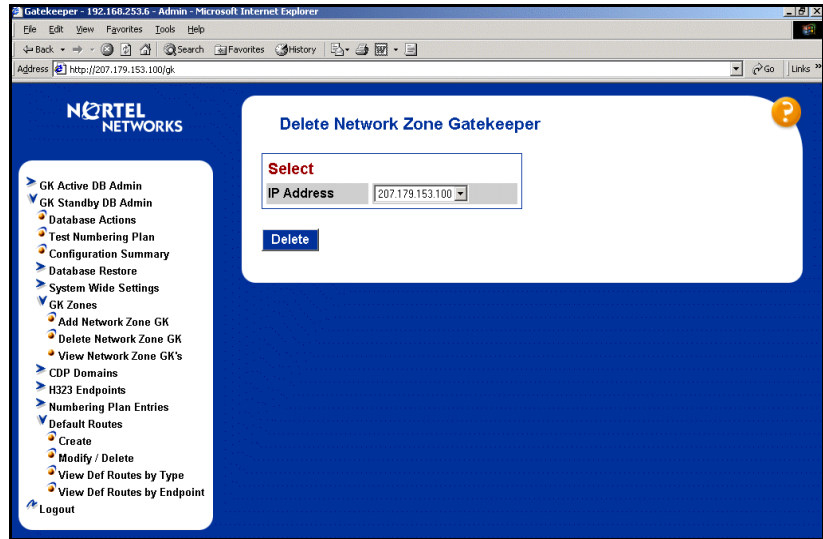 Gatekeeper - 192.168.253.6 - Admin - Microsoft Internet Explorer
File Edit View Favorites Tools Help
Back Search Favorites History
Address http://207.179.153.100/gk Go Links »
NORTEL
NETWORKS
Delete Network Zone Gatekeeper
?
Select
IP Address 207.179.153.100
Delete
GK Active DB Admin
GK Standby DB Admin
Database Actions
Test Numbering Plan
Configuration Summary
Database Restore
System Wide Settings
GK Zones
Add Network Zone GK
Delete Network Zone GK
View Network Zone GK's
CDP Domains
H323 Endpoints
Numbering Plan Entries
Default Routes
Create
Modify / Delete
View Def Routes by Type
View Def Routes by Endpoint
Logout